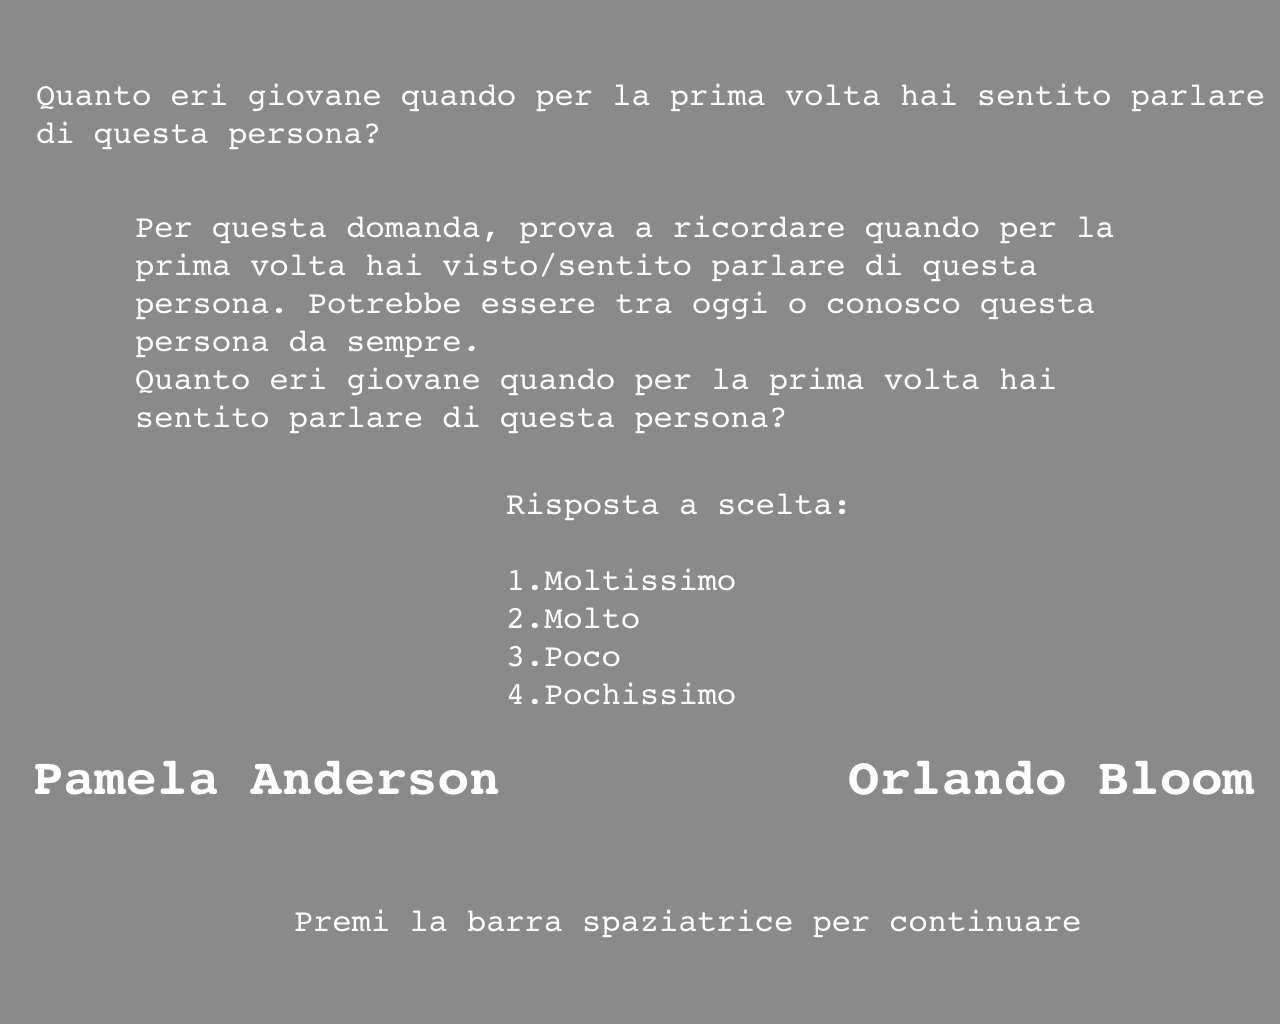 Quanto eri giovane quando per la prima volta hai sentito parlare
di questa persona?
Per questa domanda, prova a ricordare quando per la
prima volta hai visto/sentito parlare di questa
persona. Potrebbe essere tra oggi o conosco questa
persona da sempre.
Quanto eri giovane quando per la prima volta hai
sentito parlare di questa persona?
Risposta a scelta:
1.Moltissimo
2.Molto
3.Poco
4.Pochissimo
Pamela Anderson Orlando Bloom
Premi la barra spaziatrice per continuare